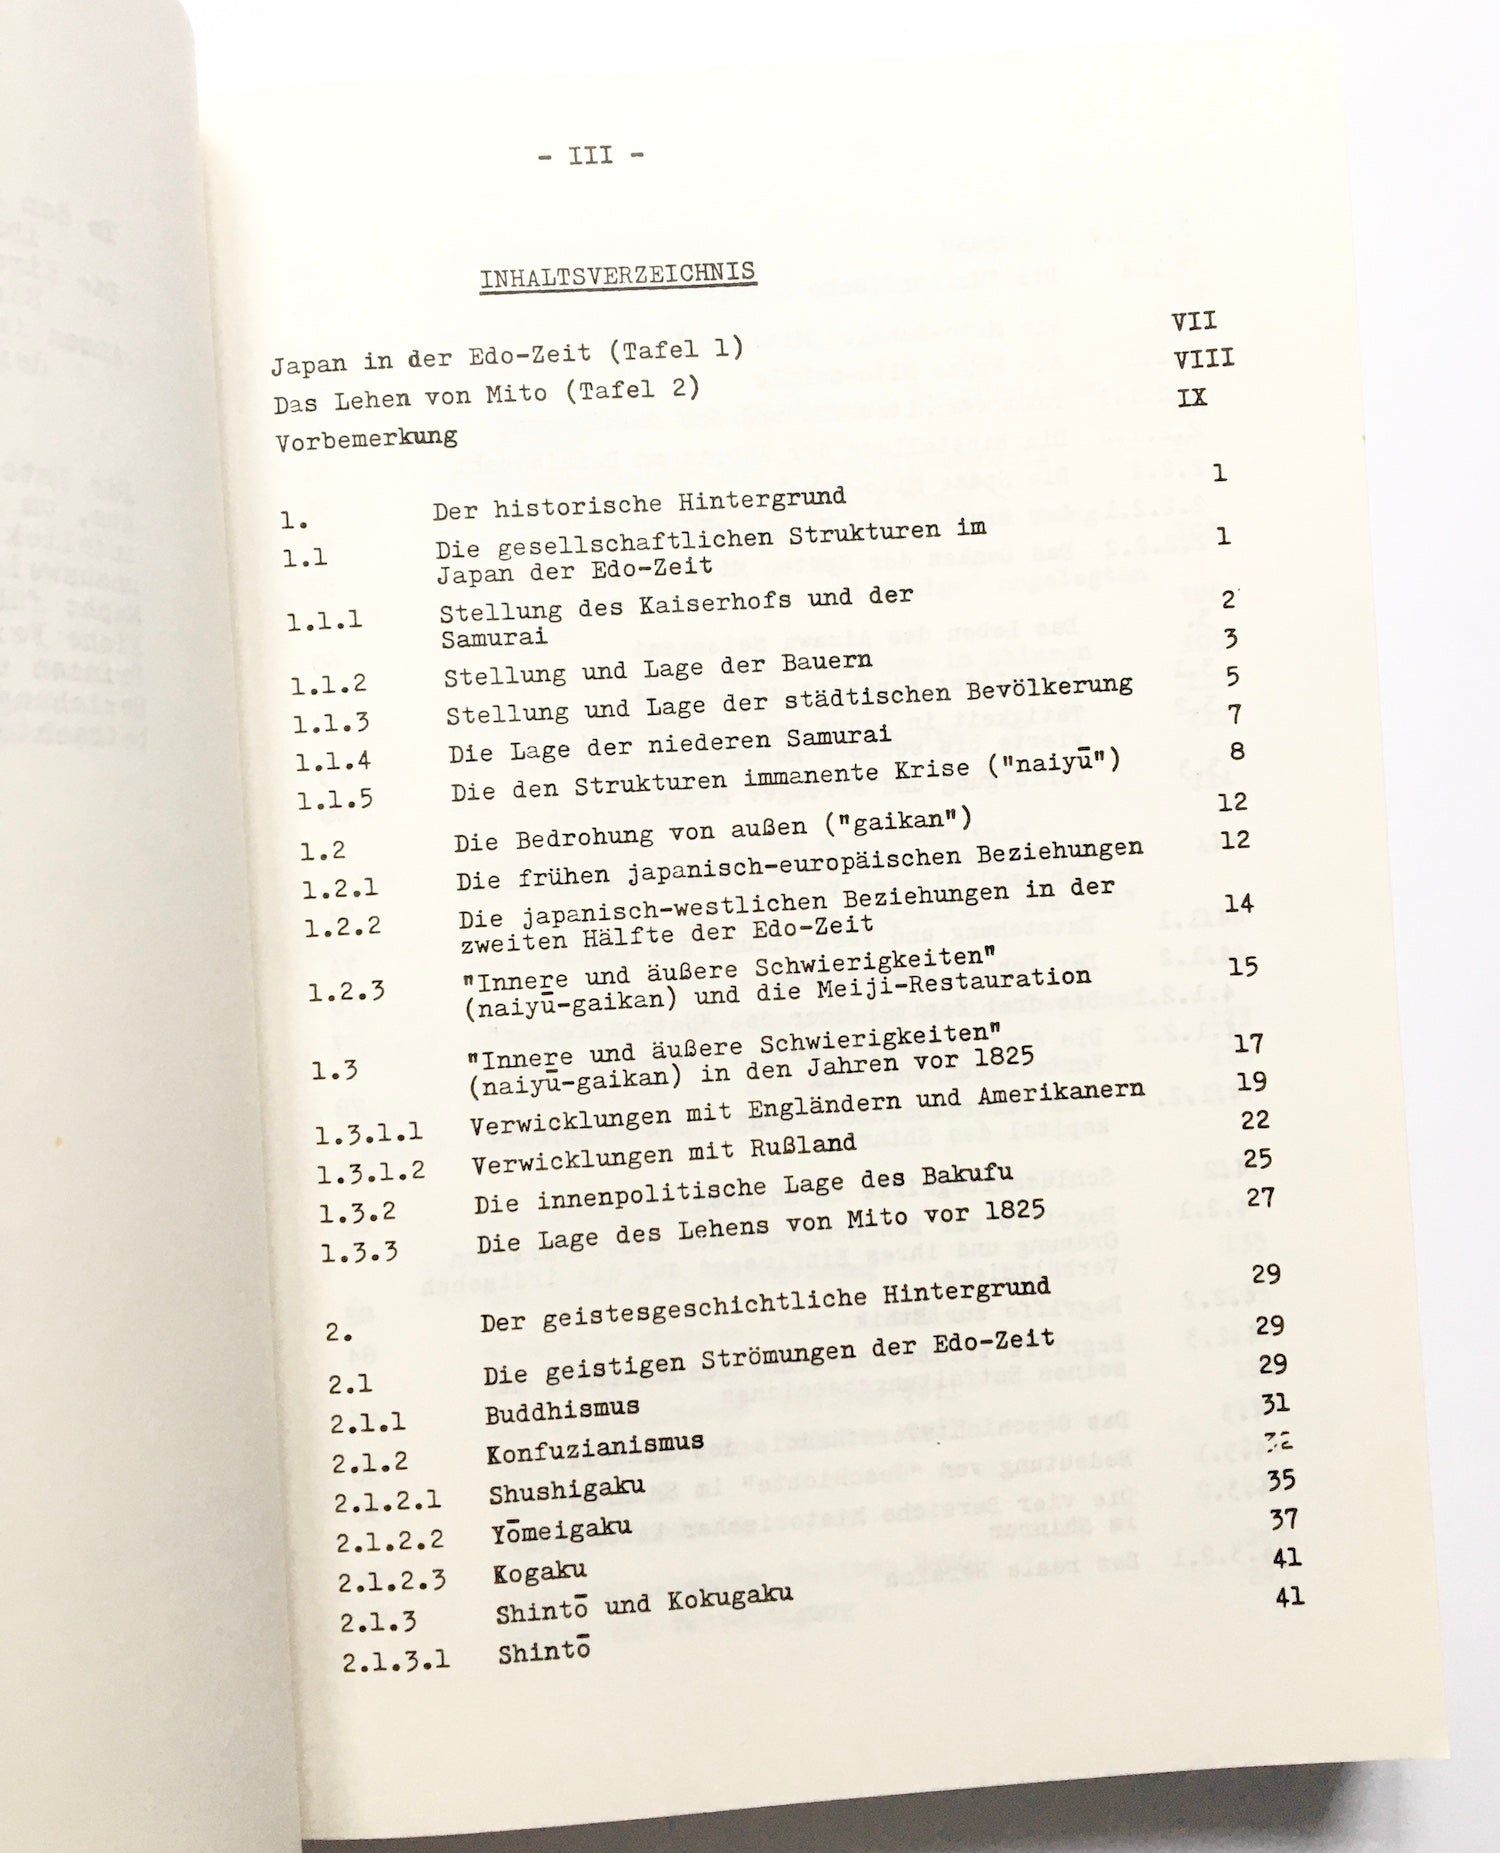 - III -
INHALTSVERZEICHNIS
Japan in der Edo-Zeit (Tafel 1) VII
Das Lehen von Mito (Tafel 2) VIII
Vorbemerkung IX
1. Der historische Hintergrund 1
1.1 Die gesellschaftlichen Strukturen im
Japan der Edo-Zeit 1
1.1.1 Stellung des Kaiserhofs und der
Samurai 2
1.1.2 Stellung und Lage der Bauern 3
1.1.3 Stellung und Lage der städtischen Bevölkerung 5
1.1.4 Die Lage der niederen Samurai 7
1.1.5 Die den Strukturen immanente Krise ("naiyū") 8
1.2 Die Bedrohung von außen ("gaikan") 12
1.2.1 Die frühen japanisch-europäischen Beziehungen 12
1.2.2 Die japanisch-westlichen Beziehungen in der
zweiten Hälfte der Edo-Zeit 14
1.2.3 "Innere und äußere Schwierigkeiten"
(naiyū-gaikan) und die Meiji-Restauration 15
1.3 "Innere und äußere Schwierigkeiten"
(naiyū-gaikan) in den Jahren vor 1825 17
1.3.1.1 Verwicklungen mit Engländern und Amerikanern 19
1.3.1.2 Verwicklungen mit Rußland 22
1.3.2 Die innenpolitische Lage des Bakufu 25
1.3.3 Die Lage des Lehens von Mito vor 1825 27
2. Der geistesgeschichtliche Hintergrund 29
2.1 Die geistigen Strömungen der Edo-Zeit 29
2.1.1 Buddhismus 29
2.1.2 Konfuzianismus 31
2.1.2.1 Shushigaku 32
2.1.2.2 Yōmeigaku 35
2.1.2.3 Kogaku 37
2.1.3 Shintō und Kokugaku 41
2.1.3.1 Shintō 41